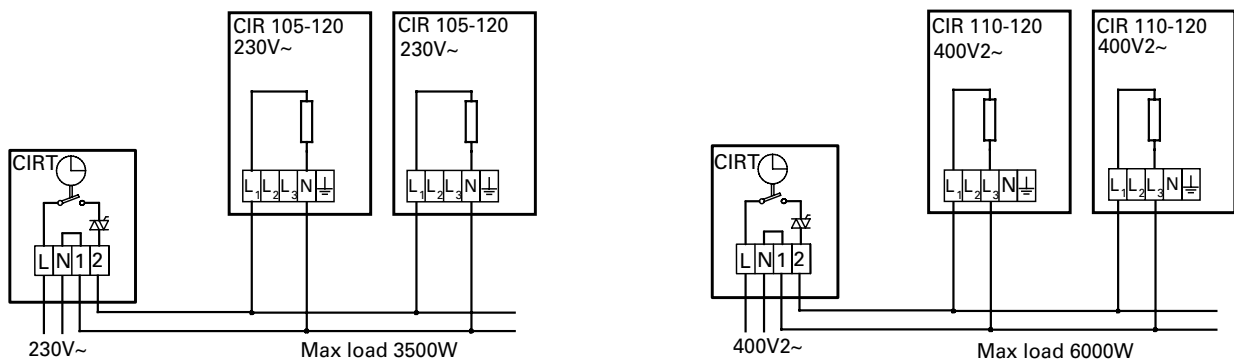 CIR 105-120
230V~
CIR 105-120
230V~
CIRT
L₁ L₂ L₃ N
L₁ L₂ L₃ N
L N 1 2
230V~
Max load 3500W
CIR 110-120
400V2~
CIR 110-120
400V2~
CIRT
L₁ L₂ L₃ N
L₁ L₂ L₃ N
L N 1 2
400V2~
Max load 6000W